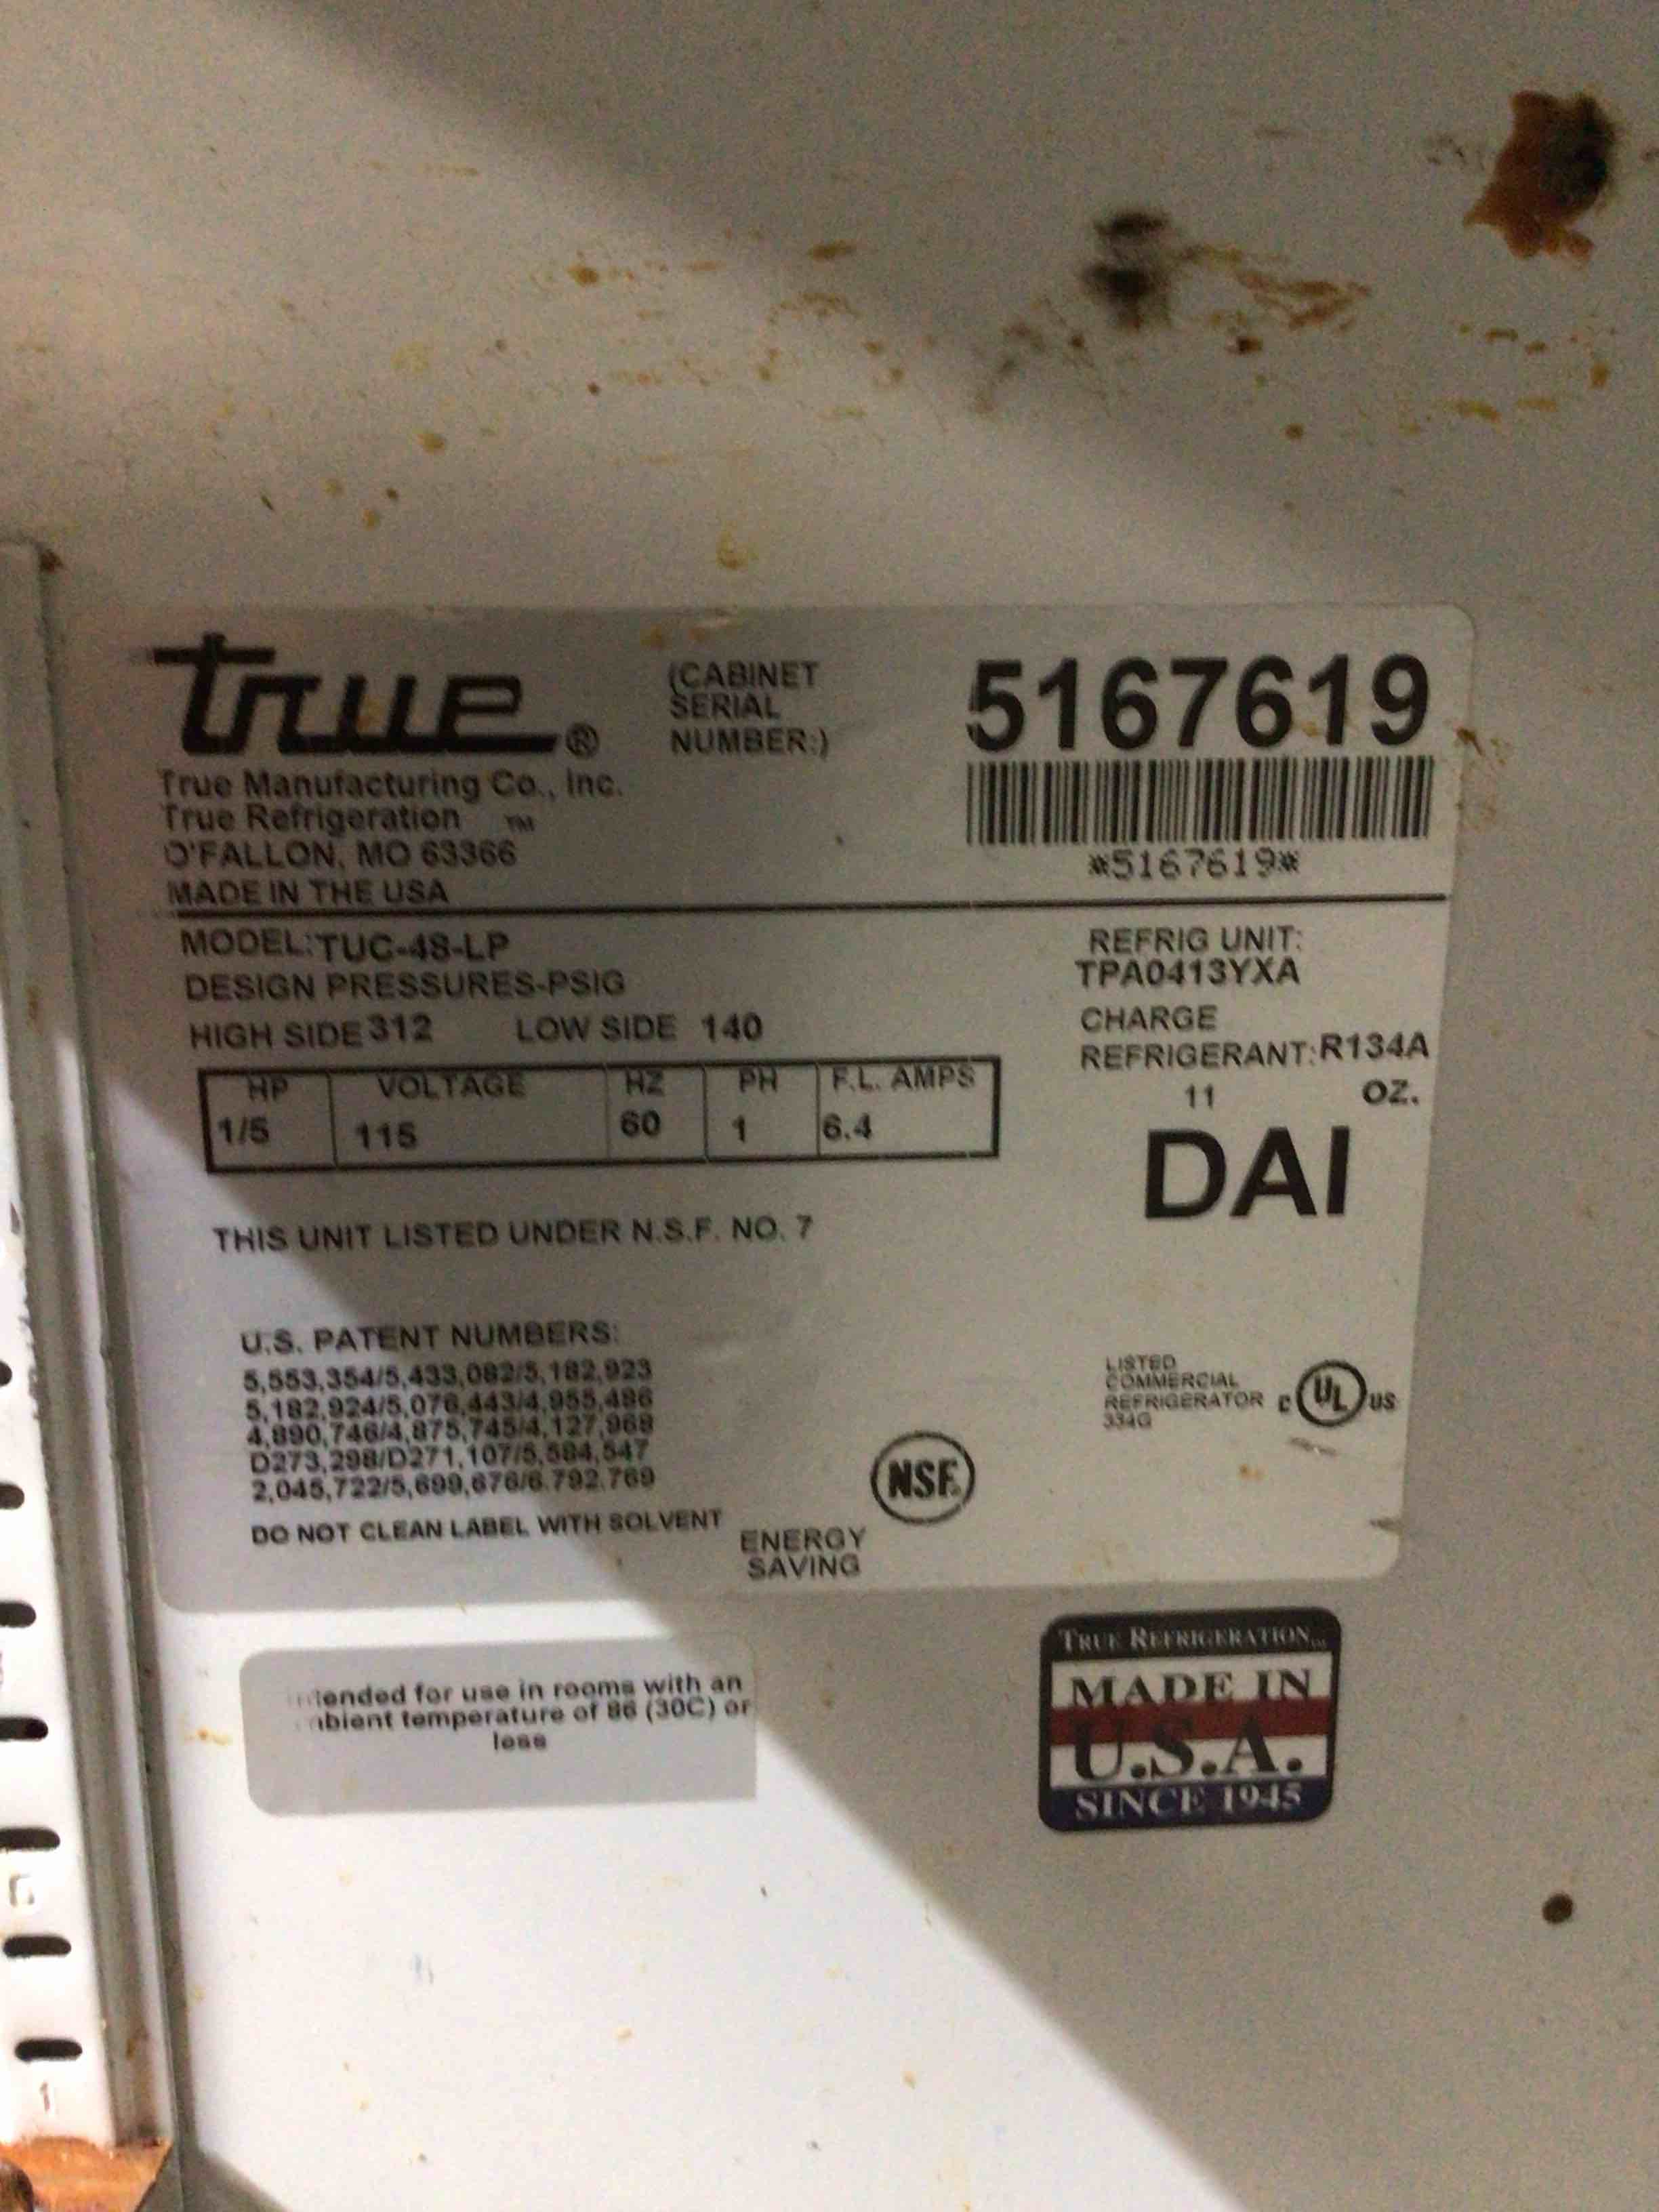 true®
(CABINET
SERIAL
NUMBER:)
5167619
*5167619*
True Manufacturing Co., Inc.
True Refrigeration ™
O'FALLON, MO 63366
MADE IN THE USA
MODEL:TUC-48-LP
DESIGN PRESSURES-PSIG
HIGH SIDE 312 LOW SIDE 140
REFRIG UNIT:
TPA0413YXA
CHARGE
REFRIGERANT:R134A
11 OZ.
DAI
HP VOLTAGE HZ PH F.L. AMPS
1/5 115 60 1 6.4
THIS UNIT LISTED UNDER N.S.F. NO. 7
U.S. PATENT NUMBERS:
5,553,354/5,433,082/5,182,923
5,182,924/5,076,443/4,955,486
4,890,746/4,875,745/4,127,968
D273,298/D271,107/5,584,547
2,045,722/5,699,676/6.792.769
DO NOT CLEAN LABEL WITH SOLVENT
ENERGY
SAVING
NSF.
LISTED
COMMERCIAL
REFRIGERATOR
334G
C UL US
intended for use in rooms with an
mbient temperature of 86 (30C) or
less
TRUE REFRIGERATION
MADE IN
U.S.A.
SINCE 1945
1